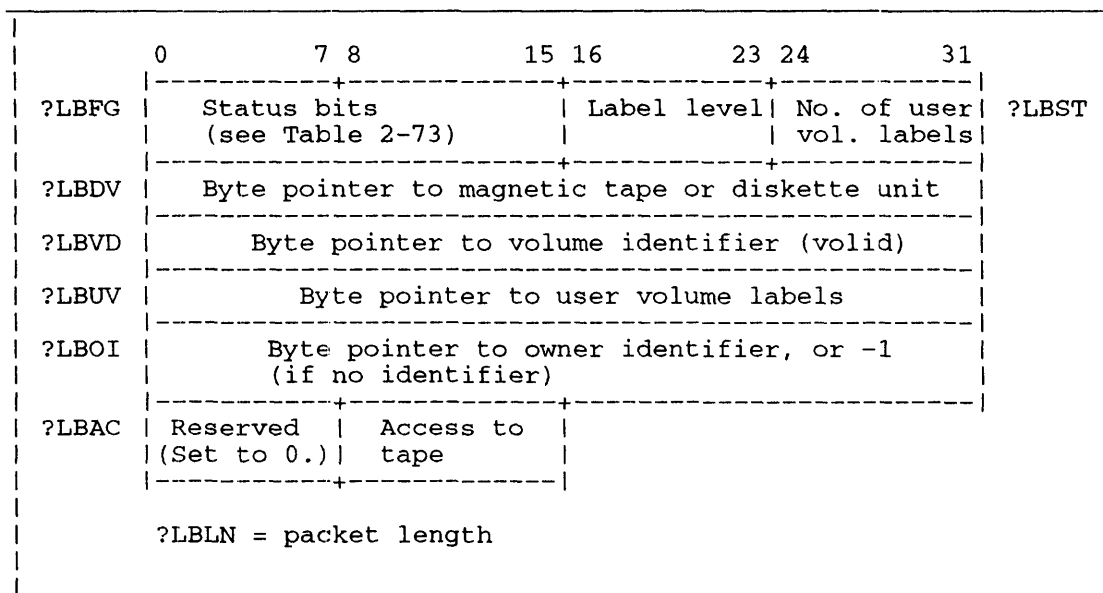 0 7 8 15 16 23 24 31
?LBFG Status bits Label level No. of user ?LBST
(see Table 2-73) vol. labels
?LBDV Byte pointer to magnetic tape or diskette unit
?LBVD Byte pointer to volume identifier (volid)
?LBUV Byte pointer to user volume labels
?LBOI Byte pointer to owner identifier, or -1
(if no identifier)
?LBAC Reserved Access to
(Set to 0.) tape
?LBLN = packet length